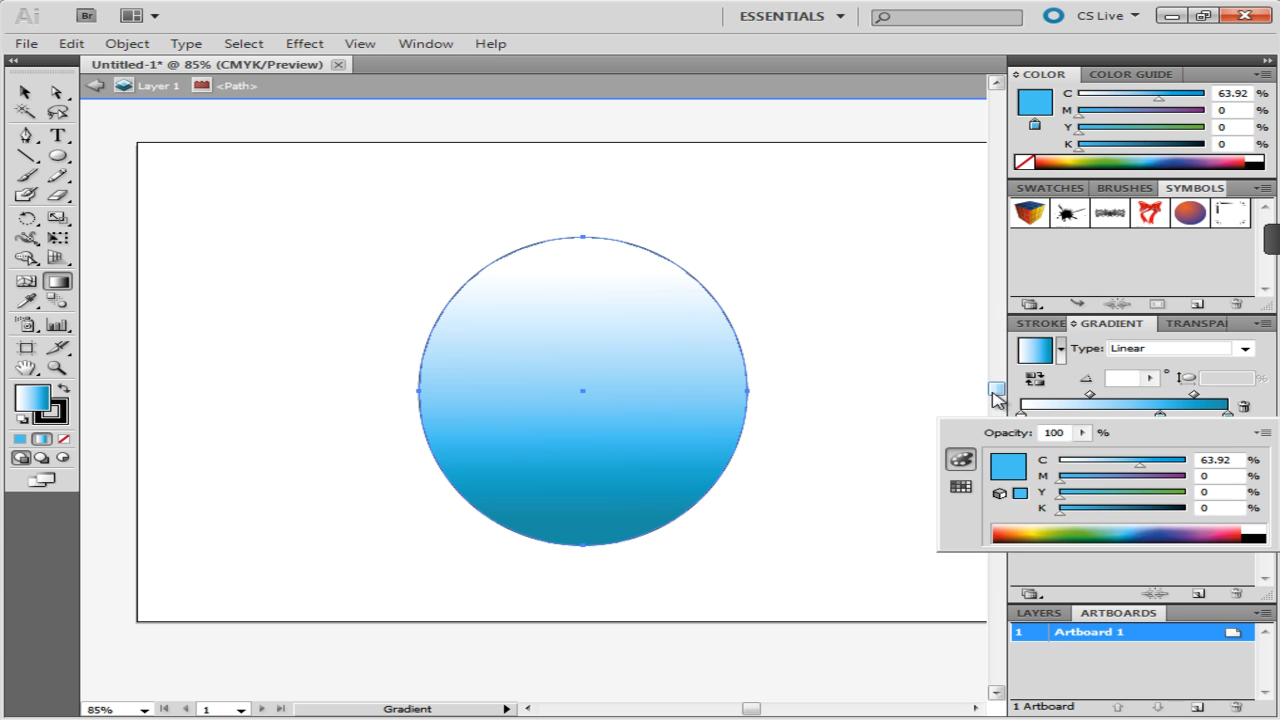 Ai Br ESSENTIALS CS Live
File Edit Object Type Select Effect View Window Help
Untitled-1* @ 85% (CMYK/Preview)
Layer 1 <Path>
COLOR COLOR GUIDE
C 63.92 %
M 0 %
Y 0 %
K 0 %
SWATCHES BRUSHES SYMBOLS
STROKE GRADIENT TRANSPA
Type: Linear
° %
Opacity: 100 %
C 63.92 %
M 0 %
Y 0 %
K 0 %
LAYERS ARTBOARDS
1 Artboard 1
85% 1 Gradient
1 Artboard